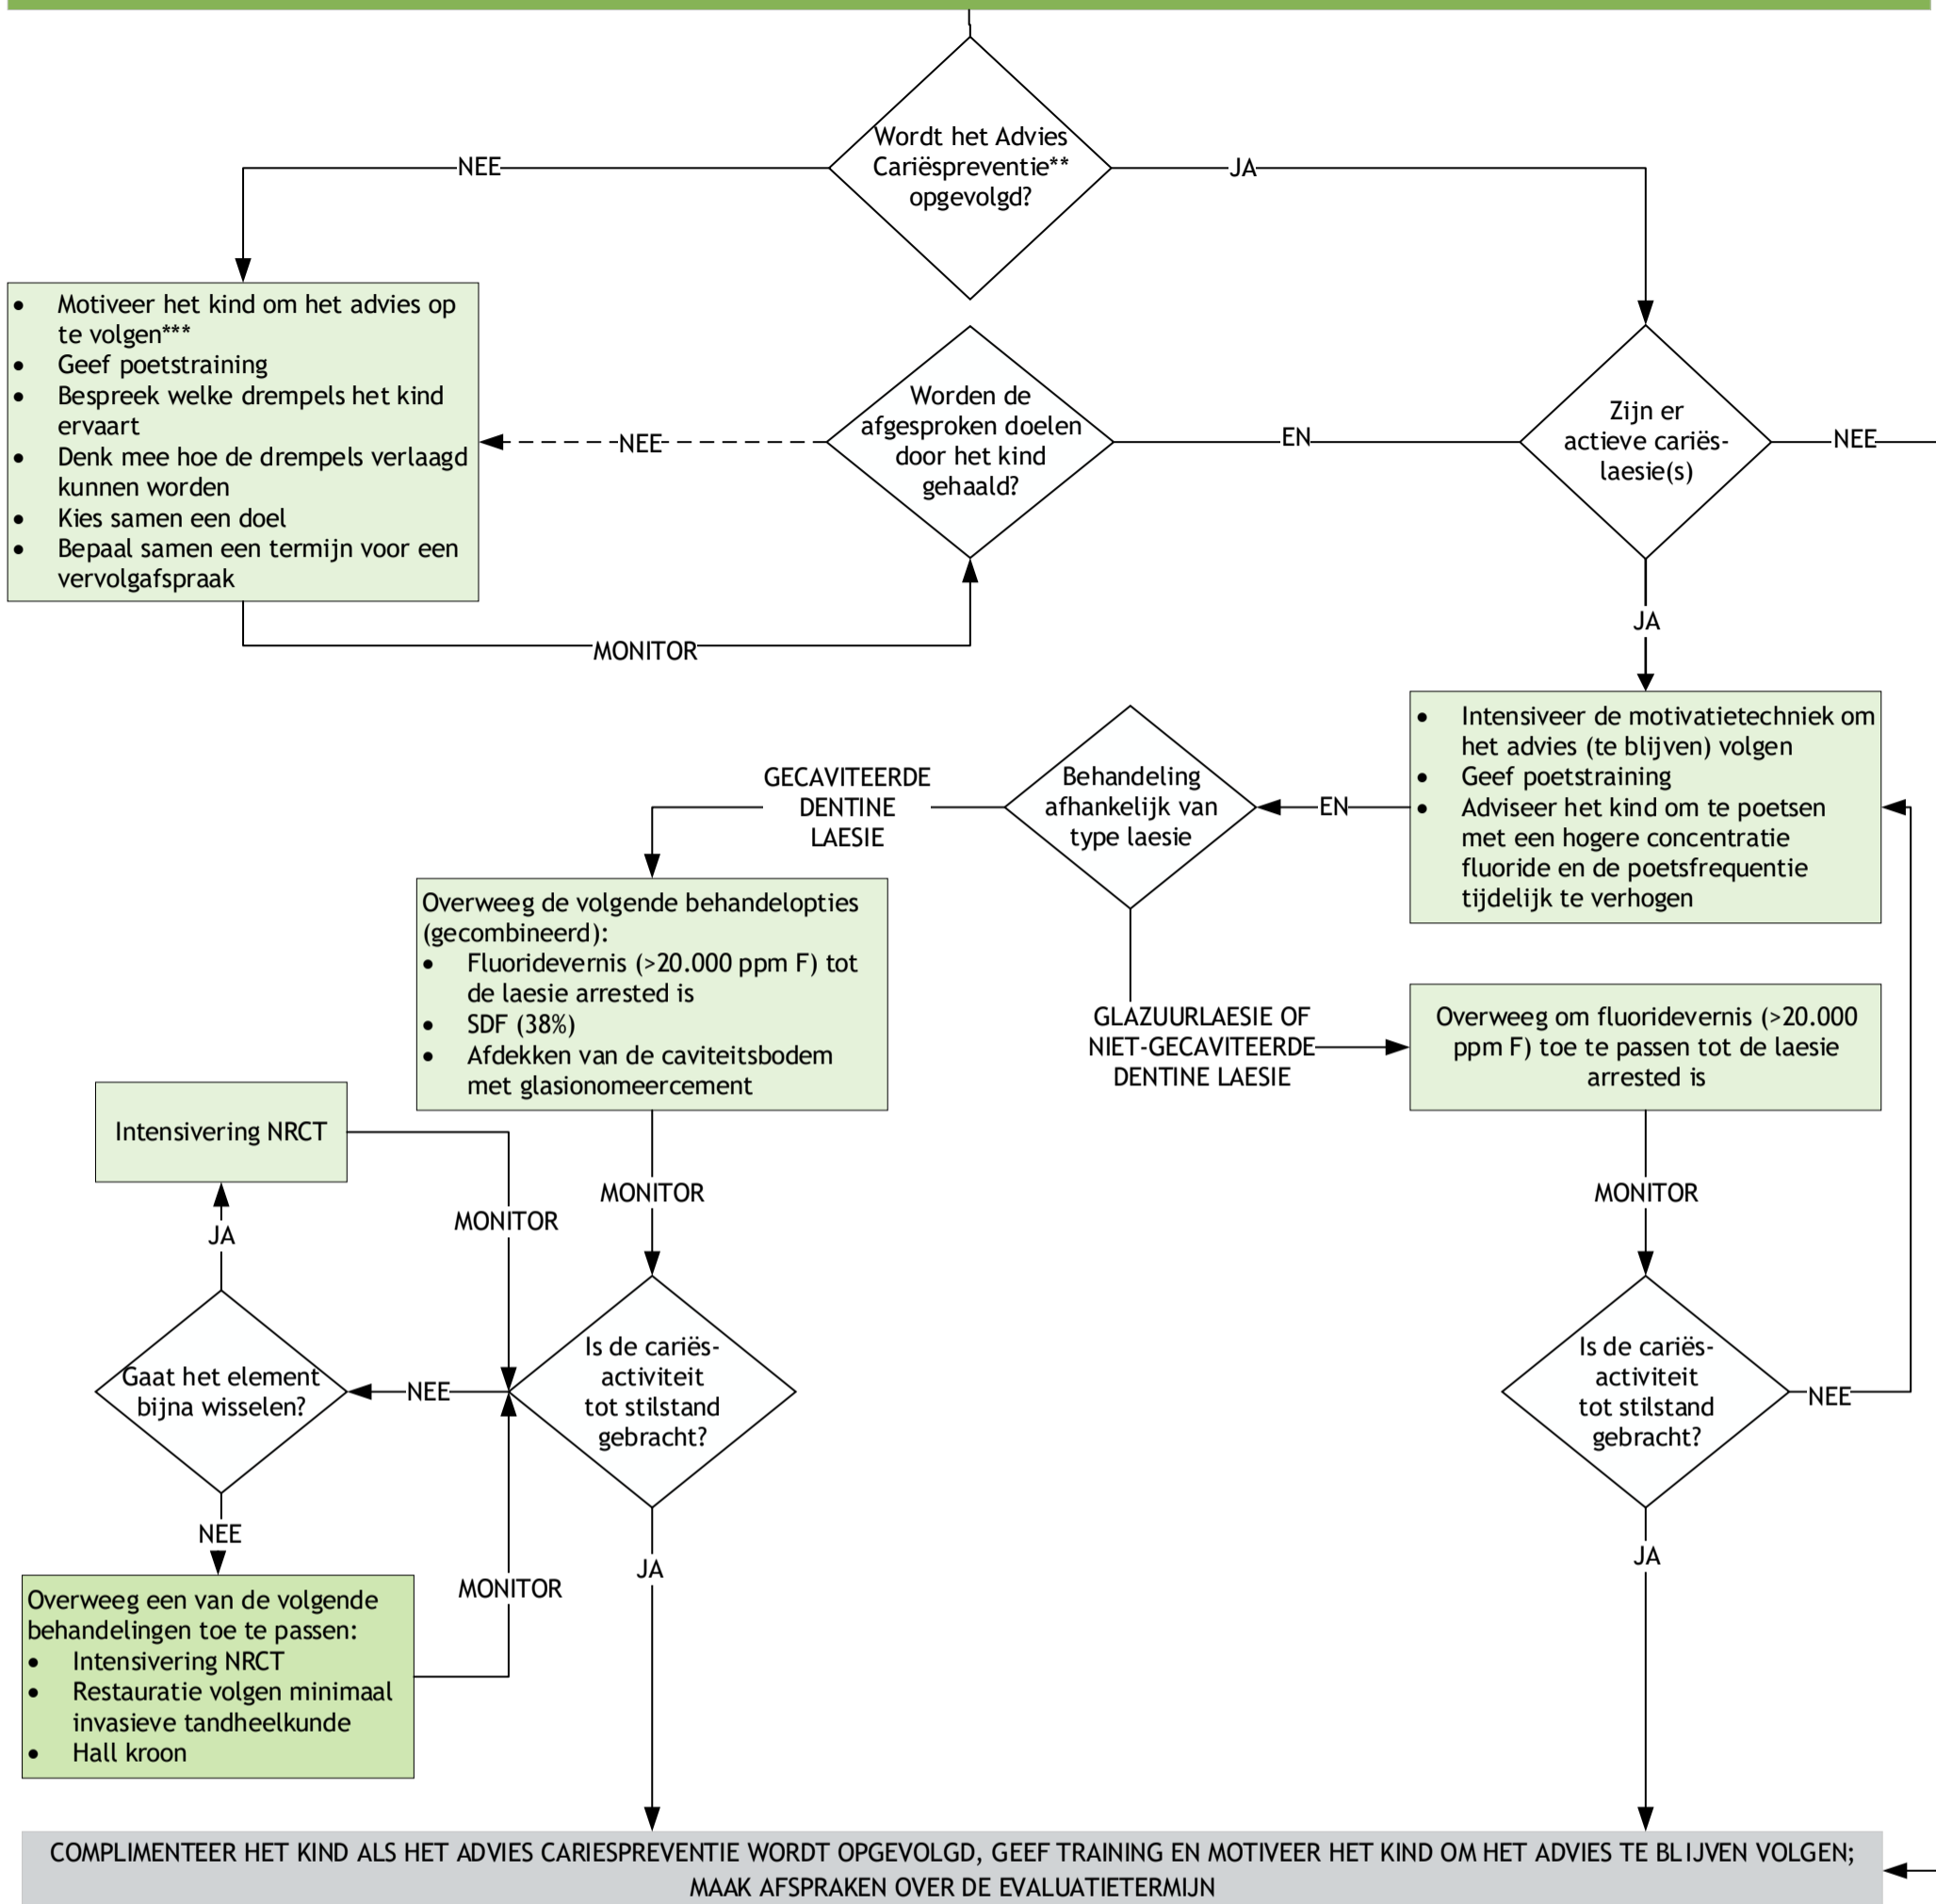 Wordt het Advies
Cariëspreventie**
opgevolgd?
NEE
JA
• Motiveer het kind om het advies op
te volgen***
• Geef poetstraining
• Bespreek welke drempels het kind
ervaart
• Denk mee hoe de drempels verlaagd
kunnen worden
• Kies samen een doel
• Bepaal samen een termijn voor een
vervolgafspraak
NEE
Worden de
afgesproken doelen
door het kind
gehaald?
EN
Zijn er
actieve cariës-
laesie(s)
NEE
MONITOR
JA
• Intensiveer de motivatietechniek om
het advies (te blijven) volgen
• Geef poetstraining
• Adviseer het kind om te poetsen
met een hogere concentratie
fluoride en de poetsfrequentie
tijdelijk te verhogen
EN
Behandeling
afhankelijk van
type laesie
GECAVITEERDE
DENTINE
LAESIE
Overweeg de volgende behandelopties
(gecombineerd):
• Fluoridevernis (>20.000 ppm F) tot
de laesie arrested is
• SDF (38%)
• Afdekken van de caviteitsbodem
met glasionomeercement
GLAZUURLAESIE OF
NIET-GECAVITEERDE
DENTINE LAESIE
Overweeg om fluoridevernis (>20.000
ppm F) toe te passen tot de laesie
arrested is
Intensivering NRCT
MONITOR
MONITOR
MONITOR
JA
Gaat het element
bijna wisselen?
NEE
Is de cariës-
activiteit
tot stilstand
gebracht?
Is de cariës-
activiteit
tot stilstand
gebracht?
NEE
NEE
MONITOR
JA
JA
Overweeg een van de volgende
behandelingen toe te passen:
• Intensivering NRCT
• Restauratie volgen minimaal
invasieve tandheelkunde
• Hall kroon
COMPLIMENTEER HET KIND ALS HET ADVIES CARIESPREVENTIE WORDT OPGEVOLGD, GEEF TRAINING EN MOTIVEER HET KIND OM HET ADVIES TE BLIJVEN VOLGEN;
MAAK AFSPRAKEN OVER DE EVALUATIETERMIJN